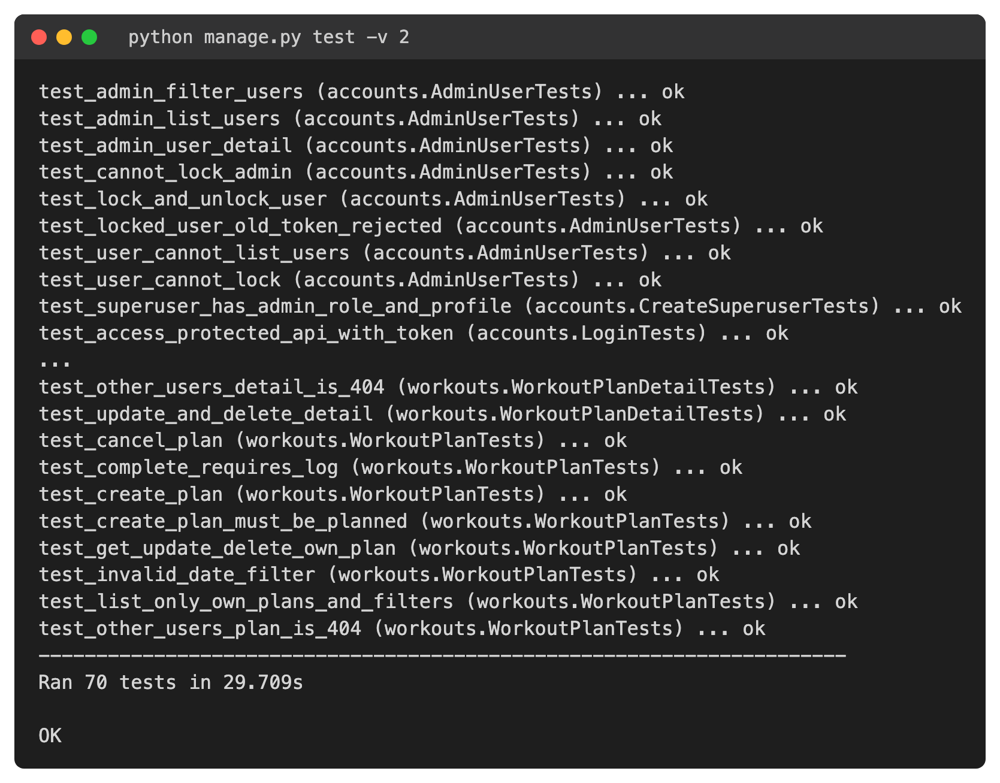 python manage.py test -v 2
test_admin_filter_users (accounts.AdminUserTests) ... ok
test_admin_list_users (accounts.AdminUserTests) ... ok
test_admin_user_detail (accounts.AdminUserTests) ... ok
test_cannot_lock_admin (accounts.AdminUserTests) ... ok
test_lock_and_unlock_user (accounts.AdminUserTests) ... ok
test_locked_user_old_token_rejected (accounts.AdminUserTests) ... ok
test_user_cannot_list_users (accounts.AdminUserTests) ... ok
test_user_cannot_lock (accounts.AdminUserTests) ... ok
test_superuser_has_admin_role_and_profile (accounts.CreateSuperuserTests) ... ok
test_access_protected_api_with_token (accounts.LoginTests) ... ok
...
test_other_users_detail_is_404 (workouts.WorkoutPlanDetailTests) ... ok
test_update_and_delete_detail (workouts.WorkoutPlanDetailTests) ... ok
test_cancel_plan (workouts.WorkoutPlanTests) ... ok
test_complete_requires_log (workouts.WorkoutPlanTests) ... ok
test_create_plan (workouts.WorkoutPlanTests) ... ok
test_create_plan_must_be_planned (workouts.WorkoutPlanTests) ... ok
test_get_update_delete_own_plan (workouts.WorkoutPlanTests) ... ok
test_invalid_date_filter (workouts.WorkoutPlanTests) ... ok
test_list_only_own_plans_and_filters (workouts.WorkoutPlanTests) ... ok
test_other_users_plan_is_404 (workouts.WorkoutPlanTests) ... ok
----------------------------------------------------------------------
Ran 70 tests in 29.709s
OK